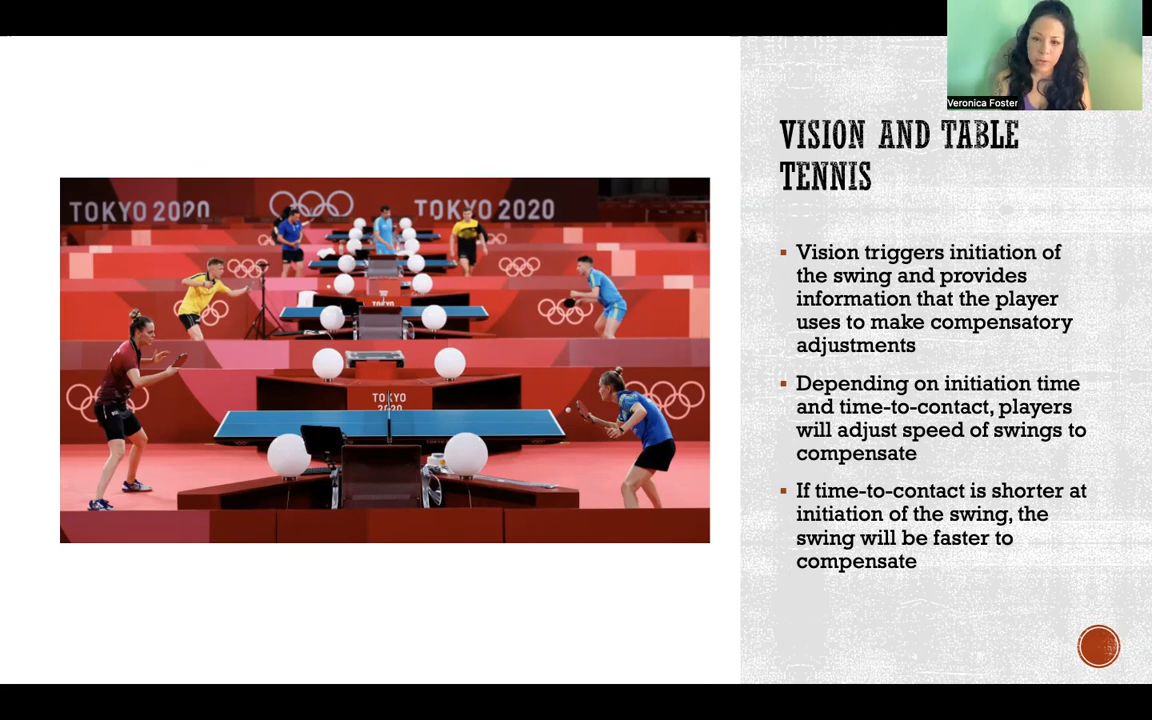 Veronica Foster
VISION AND TABLE
TENNIS
TOKYO 2020
TOKYO 2020
TOKYO
2020
▪ Vision triggers initiation of
the swing and provides
information that the player
uses to make compensatory
adjustments
▪ Depending on initiation time
and time-to-contact, players
will adjust speed of swings to
compensate
▪ If time-to-contact is shorter at
initiation of the swing, the
swing will be faster to
compensate